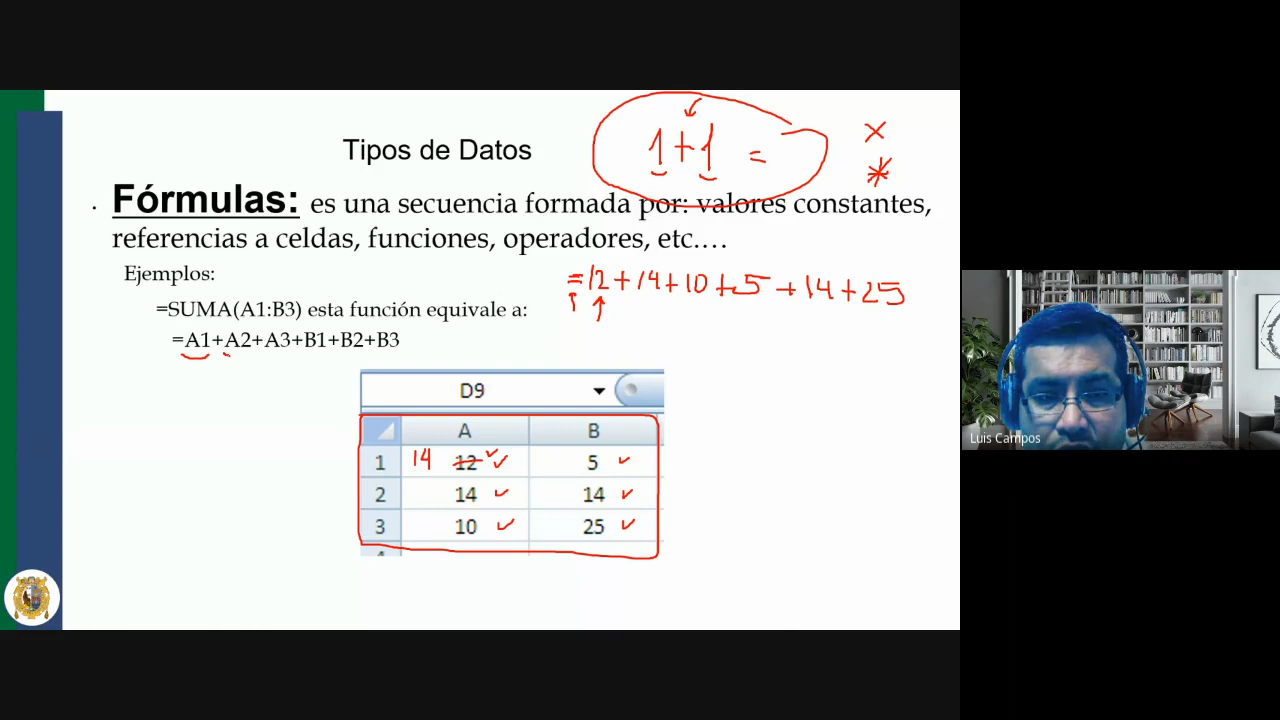 Tipos de Datos
1+1 =
×
*
. Fórmulas: es una secuencia formada por: valores constantes,
referencias a celdas, funciones, operadores, etc.…
Ejemplos:
=12+14+10+5+14+25
=SUMA(A1:B3) esta función equivale a:
=A1+A2+A3+B1+B2+B3
D9
A B
1 14 12 5
2 14 14
3 10 25
Luis Campos